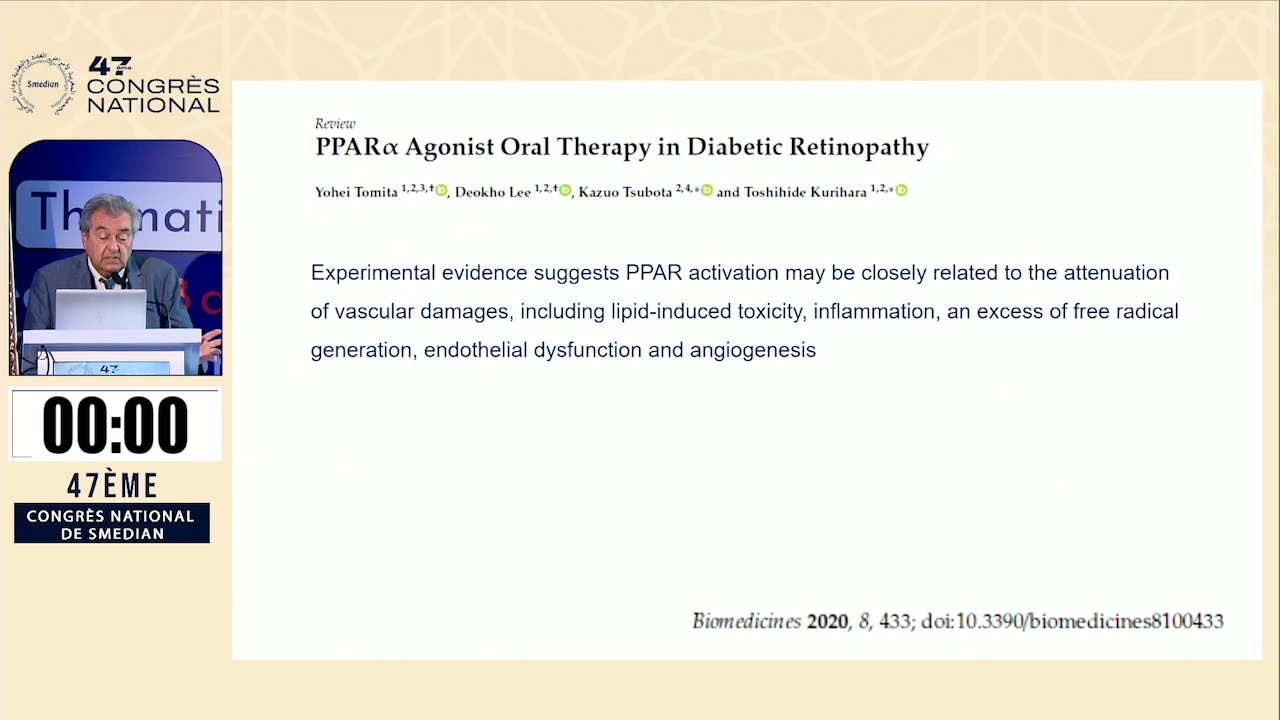 Smedian
47ème
CONGRÈS
NATIONAL
mati
00:00
47ÈME
CONGRÈS NATIONAL
DE SMEDIAN
Review
PPARα Agonist Oral Therapy in Diabetic Retinopathy
Yohei Tomita 1,2,3,†, Deokho Lee 1,2,†, Kazuo Tsubota 2,4,* and Toshihide Kurihara 1,2,*
Experimental evidence suggests PPAR activation may be closely related to the attenuation
of vascular damages, including lipid-induced toxicity, inflammation, an excess of free radical
generation, endothelial dysfunction and angiogenesis
Biomedicines 2020, 8, 433; doi:10.3390/biomedicines8100433